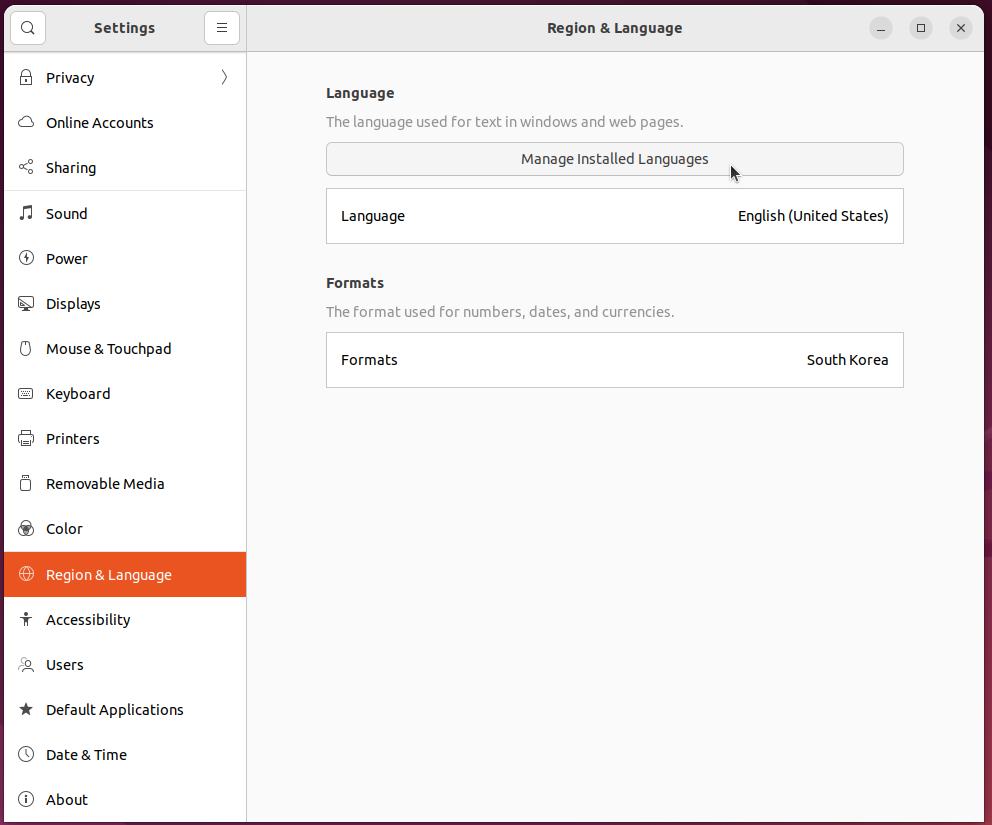 Settings
Region & Language
Privacy
Online Accounts
Sharing
Sound
Power
Displays
Mouse & Touchpad
Keyboard
Printers
Removable Media
Color
Region & Language
Accessibility
Users
Default Applications
Date & Time
About
Language
The language used for text in windows and web pages.
Manage Installed Languages
Language English (United States)
Formats
The format used for numbers, dates, and currencies.
Formats South Korea